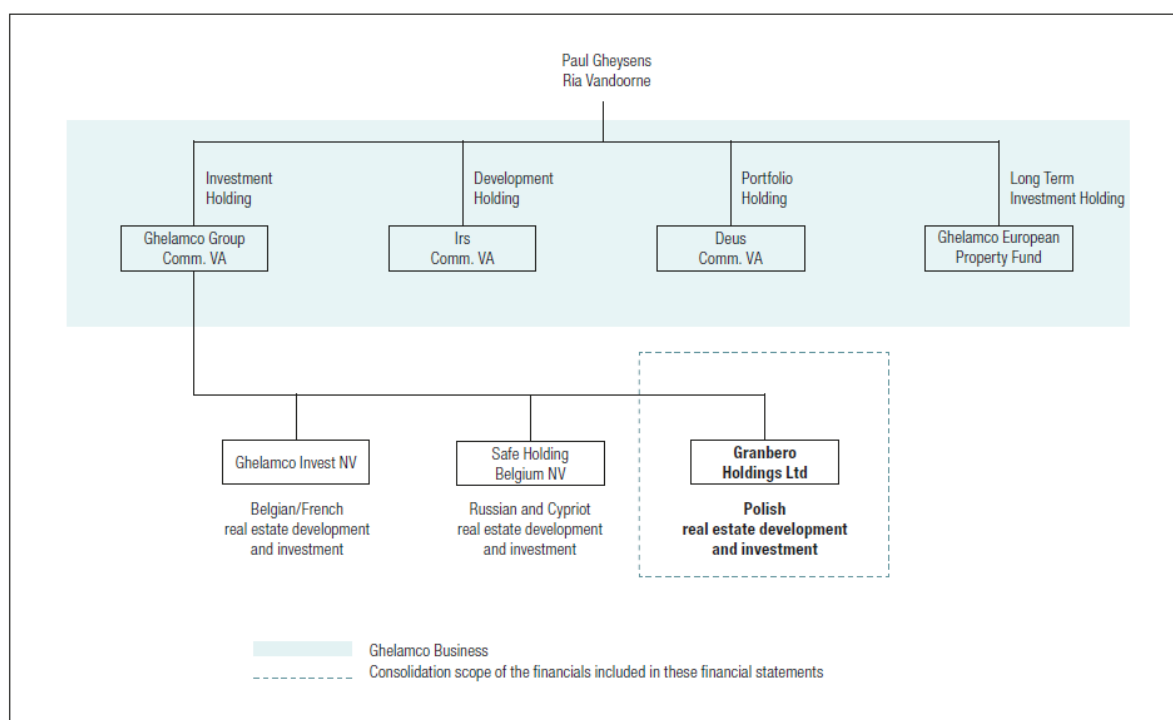 Paul Gheysens
Ria Vandoorne
Investment
Holding
Development
Holding
Portfolio
Holding
Long Term
Investment Holding
Ghelamco Group
Comm. VA
Irs
Comm. VA
Deus
Comm. VA
Ghelamco European
Property Fund
Ghelamco Invest NV
Safe Holding
Belgium NV
Granbero
Holdings Ltd
Belgian/French
real estate development
and investment
Russian and Cypriot
real estate development
and investment
Polish
real estate development
and investment
Ghelamco Business
Consolidation scope of the financials included in these financial statements